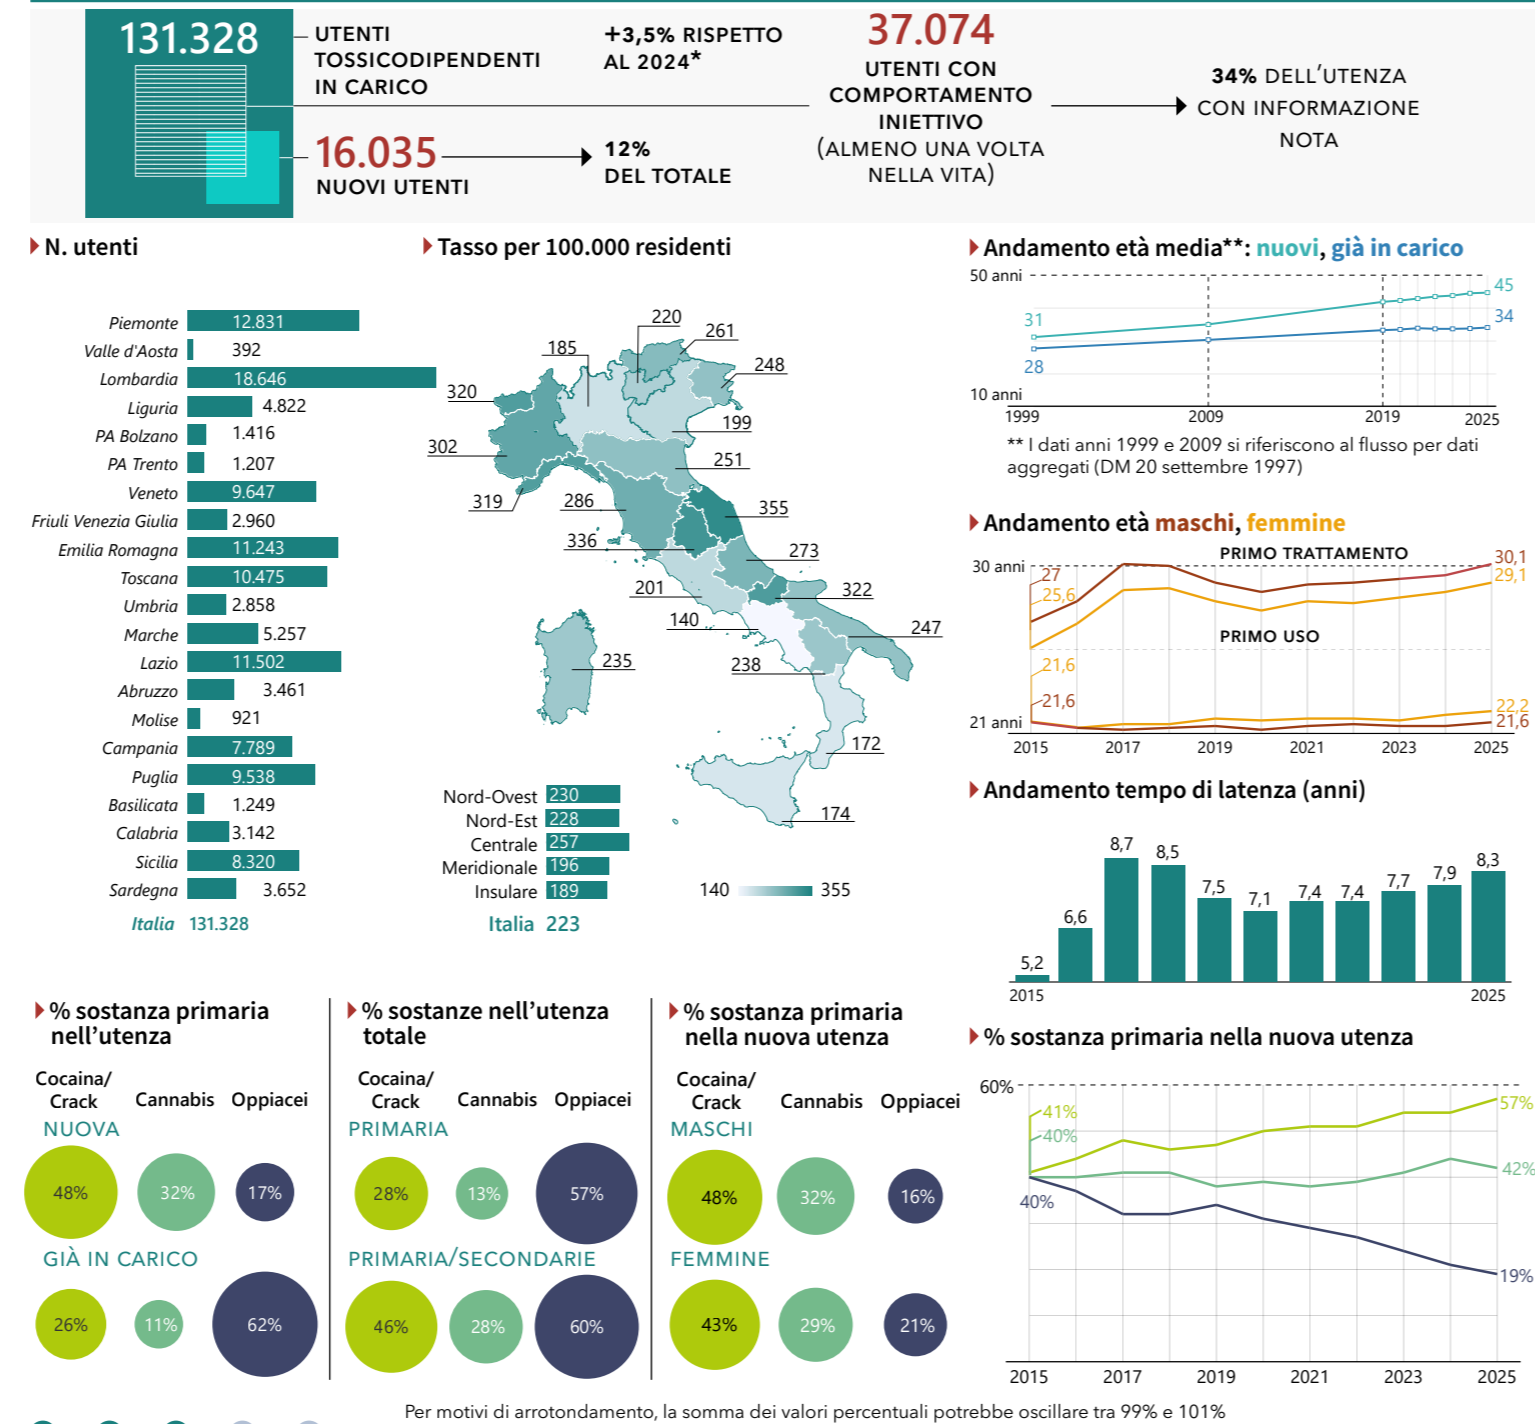 131.328
UTENTI
TOSSICODIPENDENTI
IN CARICO
+3,5% RISPETTO
AL 2024*
16.035
NUOVI UTENTI
12%
DEL TOTALE
37.074
UTENTI CON
COMPORTAMENTO
INIETTIVO
(ALMENO UNA VOLTA
NELLA VITA)
34% DELL'UTENZA
CON INFORMAZIONE
NOTA
N. utenti
Piemonte 12.831
Valle d'Aosta 392
Lombardia 18.646
Liguria 4.822
PA Bolzano 1.416
PA Trento 1.207
Veneto 9.647
Friuli Venezia Giulia 2.960
Emilia Romagna 11.243
Toscana 10.475
Umbria 2.858
Marche 5.257
Lazio 11.502
Abruzzo 3.461
Molise 921
Campania 7.789
Puglia 9.538
Basilicata 1.249
Calabria 3.142
Sicilia 8.320
Sardegna 3.652
Italia 131.328
Tasso per 100.000 residenti
220
261
185
248
320
199
302
251
319
286
355
336
273
201
322
140
247
235
238
172
174
Nord-Ovest 230
Nord-Est 228
Centrale 257
Meridionale 196
Insulare 189
Italia 223
140 355
Andamento età media**: nuovi, già in carico
50 anni
45
31
34
28
10 anni
1999 2009 2019 2025
** I dati anni 1999 e 2009 si riferiscono al flusso per dati
aggregati (DM 20 settembre 1997)
Andamento età maschi, femmine
PRIMO TRATTAMENTO
30 anni
27
25,6
30,1
29,1
PRIMO USO
21,6
21,6
22,2
21,6
21 anni
2015 2017 2019 2021 2023 2025
Andamento tempo di latenza (anni)
5,2 6,6 8,7 8,5 7,5 7,1 7,4 7,4 7,7 7,9 8,3
2015 2025
% sostanza primaria
nell'utenza
Cocaina/
Crack Cannabis Oppiacei
NUOVA
48% 32% 17%
GIÀ IN CARICO
26% 11% 62%
% sostanze nell'utenza
totale
Cocaina/
Crack Cannabis Oppiacei
PRIMARIA
28% 13% 57%
PRIMARIA/SECONDARIE
46% 28% 60%
% sostanza primaria
nella nuova utenza
Cocaina/
Crack Cannabis Oppiacei
MASCHI
48% 32% 16%
FEMMINE
43% 29% 21%
% sostanza primaria nella nuova utenza
60%
41%
40%
40%
57%
42%
19%
2015 2017 2019 2021 2023 2025
Per motivi di arrotondamento, la somma dei valori percentuali potrebbe oscillare tra 99% e 101%